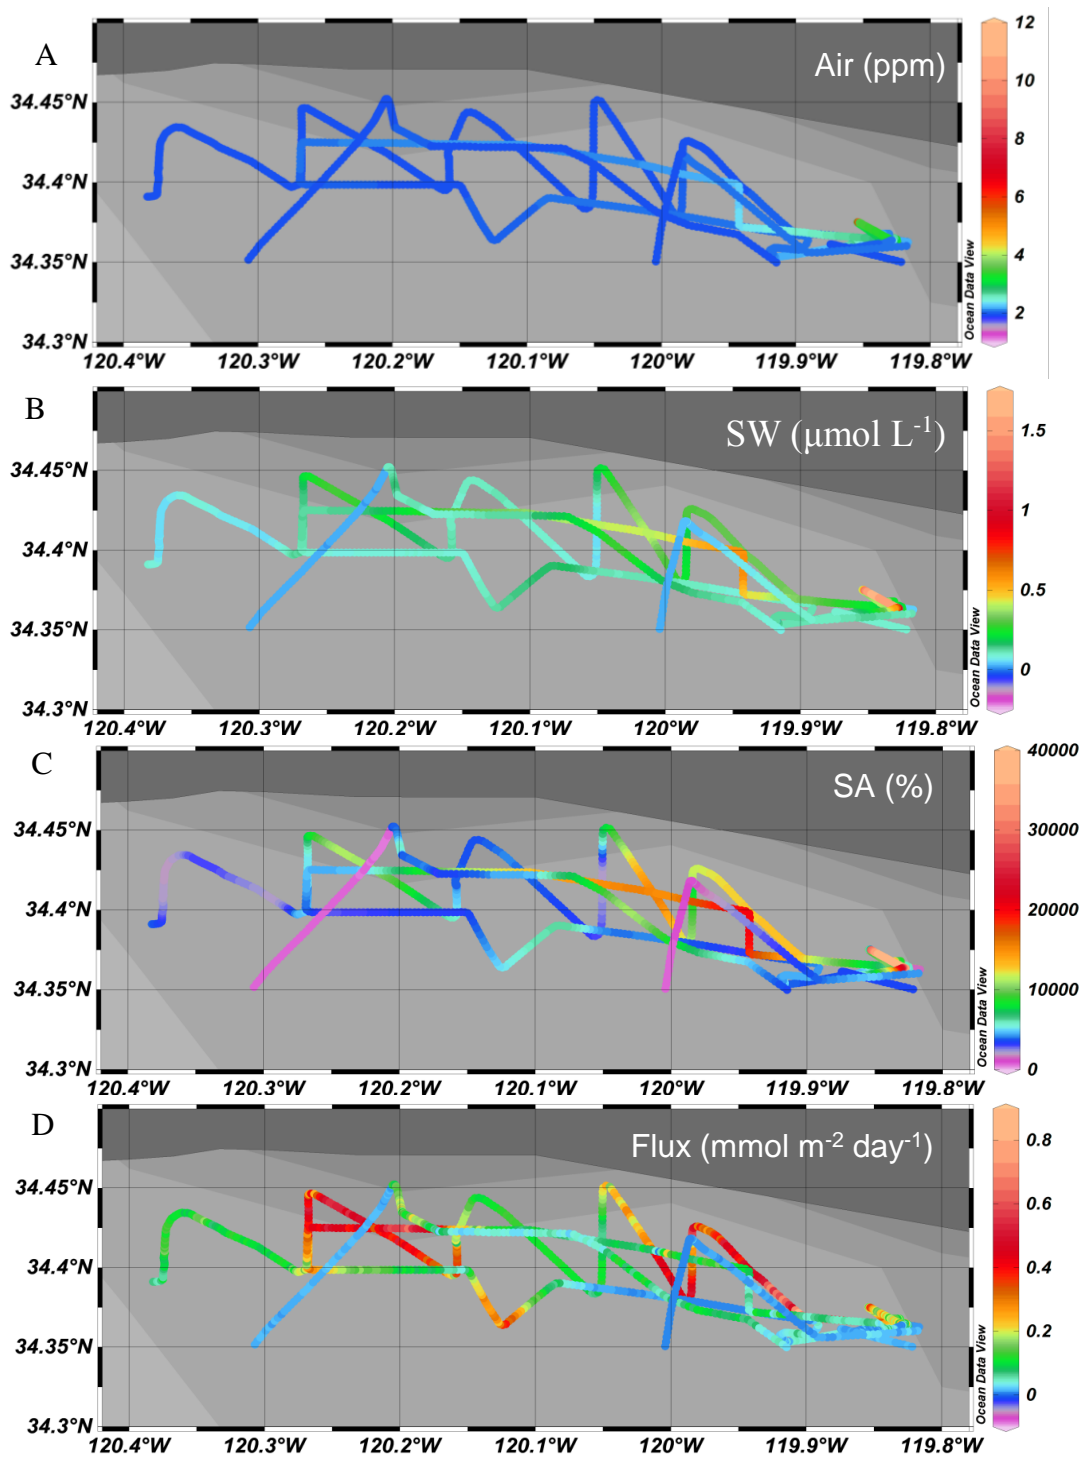 A
Air (ppm)
34.45°N
34.4°N
34.35°N
34.3°N
120.4°W 120.3°W 120.2°W 120.1°W 120°W 119.9°W 119.8°W
Ocean Data View
12
10
8
6
4
2
B
SW (μmol L-1)
34.45°N
34.4°N
34.35°N
34.3°N
120.4°W 120.3°W 120.2°W 120.1°W 120°W 119.9°W 119.8°W
Ocean Data View
1.5
1
0.5
0
C
SA (%)
34.45°N
34.4°N
34.35°N
34.3°N
120.4°W 120.3°W 120.2°W 120.1°W 120°W 119.9°W 119.8°W
Ocean Data View
40000
30000
20000
10000
0
D
Flux (mmol m-2 day-1)
34.45°N
34.4°N
34.35°N
34.3°N
120.4°W 120.3°W 120.2°W 120.1°W 120°W 119.9°W 119.8°W
Ocean Data View
0.8
0.6
0.4
0.2
0